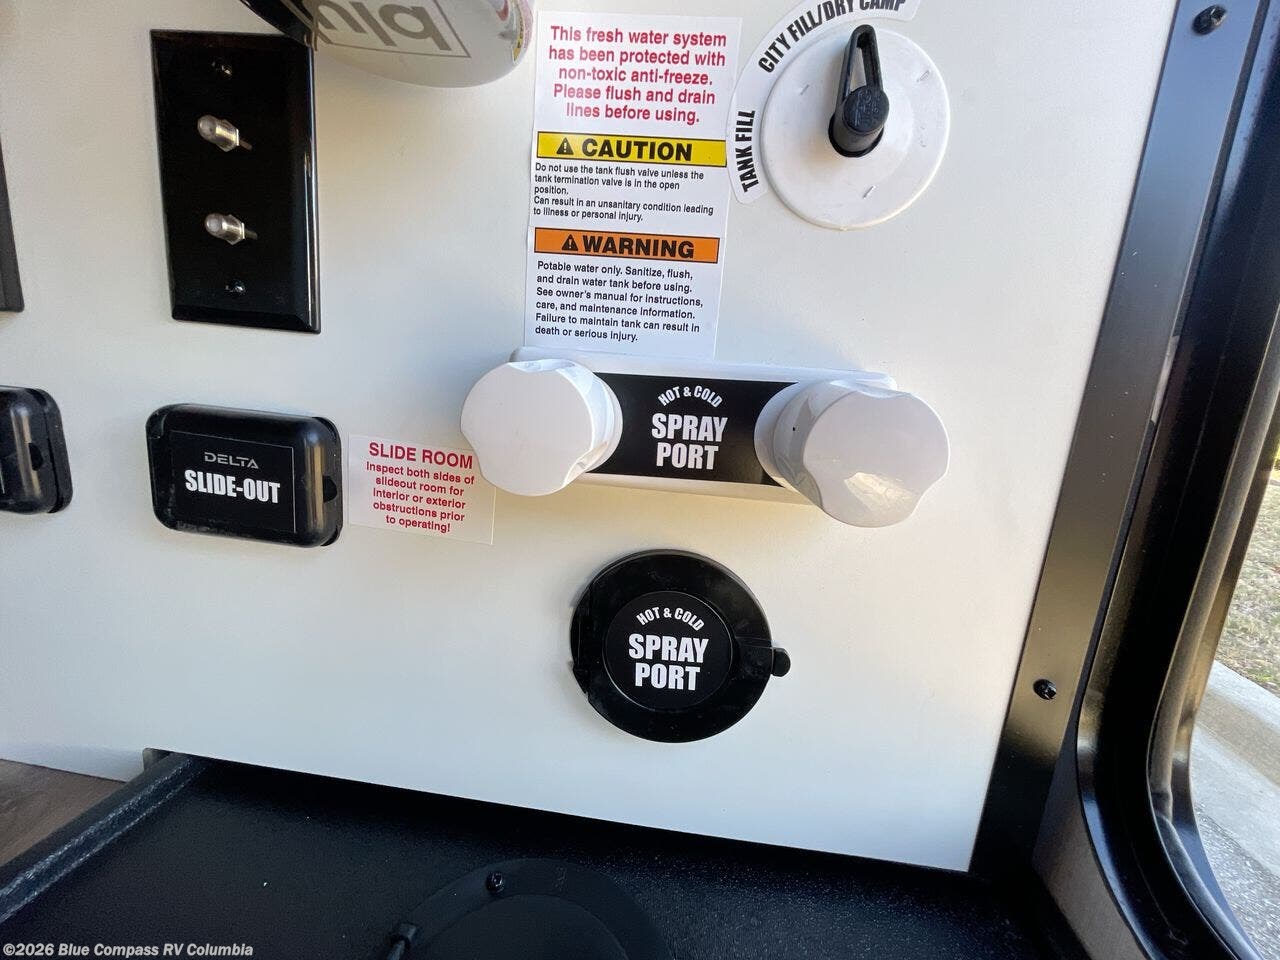 This fresh water system
has been protected with
non-toxic anti-freeze.
Please flush and drain
lines before using.
CAUTION
Do not use the tank flush valve unless the
tank termination valve is in the open
position.
Can result in an unsanitary condition leading
to illness or personal injury.
WARNING
Potable water only. Sanitize, flush,
and drain water tank before using.
See owner's manual for instructions,
care, and maintenance information.
Failure to maintain tank can result in
death or serious injury.
CITY FILL/DRY CAMP
TANK FILL
HOT & COLD
SPRAY
PORT
DELTA
SLIDE-OUT
SLIDE ROOM
Inspect both sides of
slideout room for
interior or exterior
obstructions prior
to operating!
HOT & COLD
SPRAY
PORT
©2026 Blue Compass RV Columbia